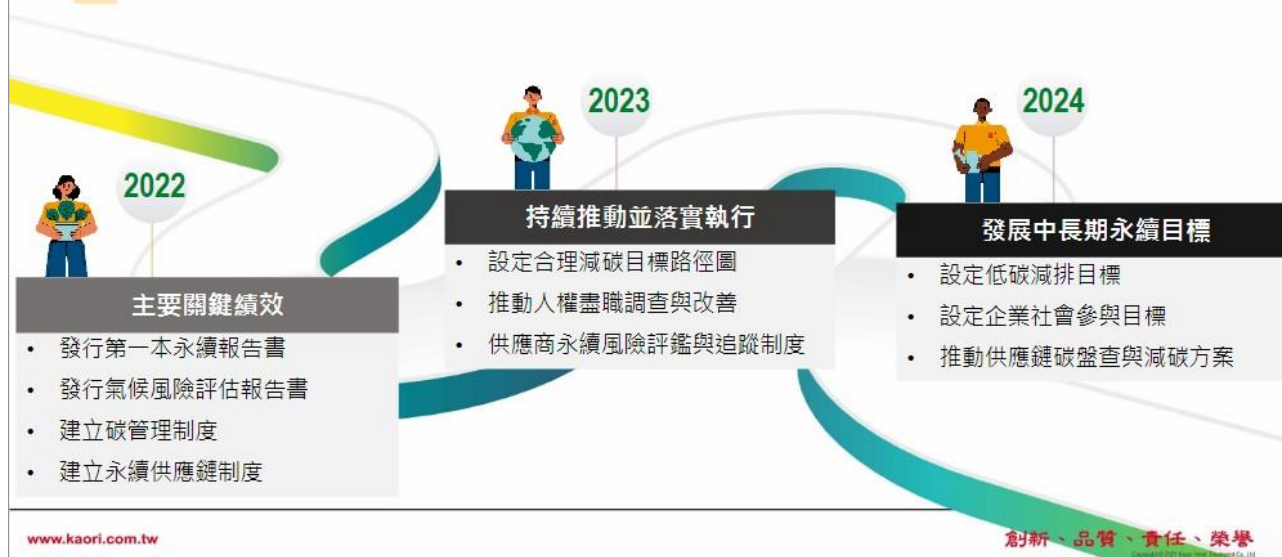 2022
主要關鍵績效
• 發行第一本永續報告書
• 發行氣候風險評估報告書
• 建立碳管理制度
• 建立永續供應鏈制度
2023
持續推動並落實執行
• 設定合理減碳目標路徑圖
• 推動人權盡職調查與改善
• 供應商永續風險評鑑與追蹤制度
2024
發展中長期永續目標
• 設定低碳減排目標
• 設定企業社會參與目標
• 推動供應鏈碳盤查與減碳方案
www.kaori.com.tw
創新、品質、責任、榮譽